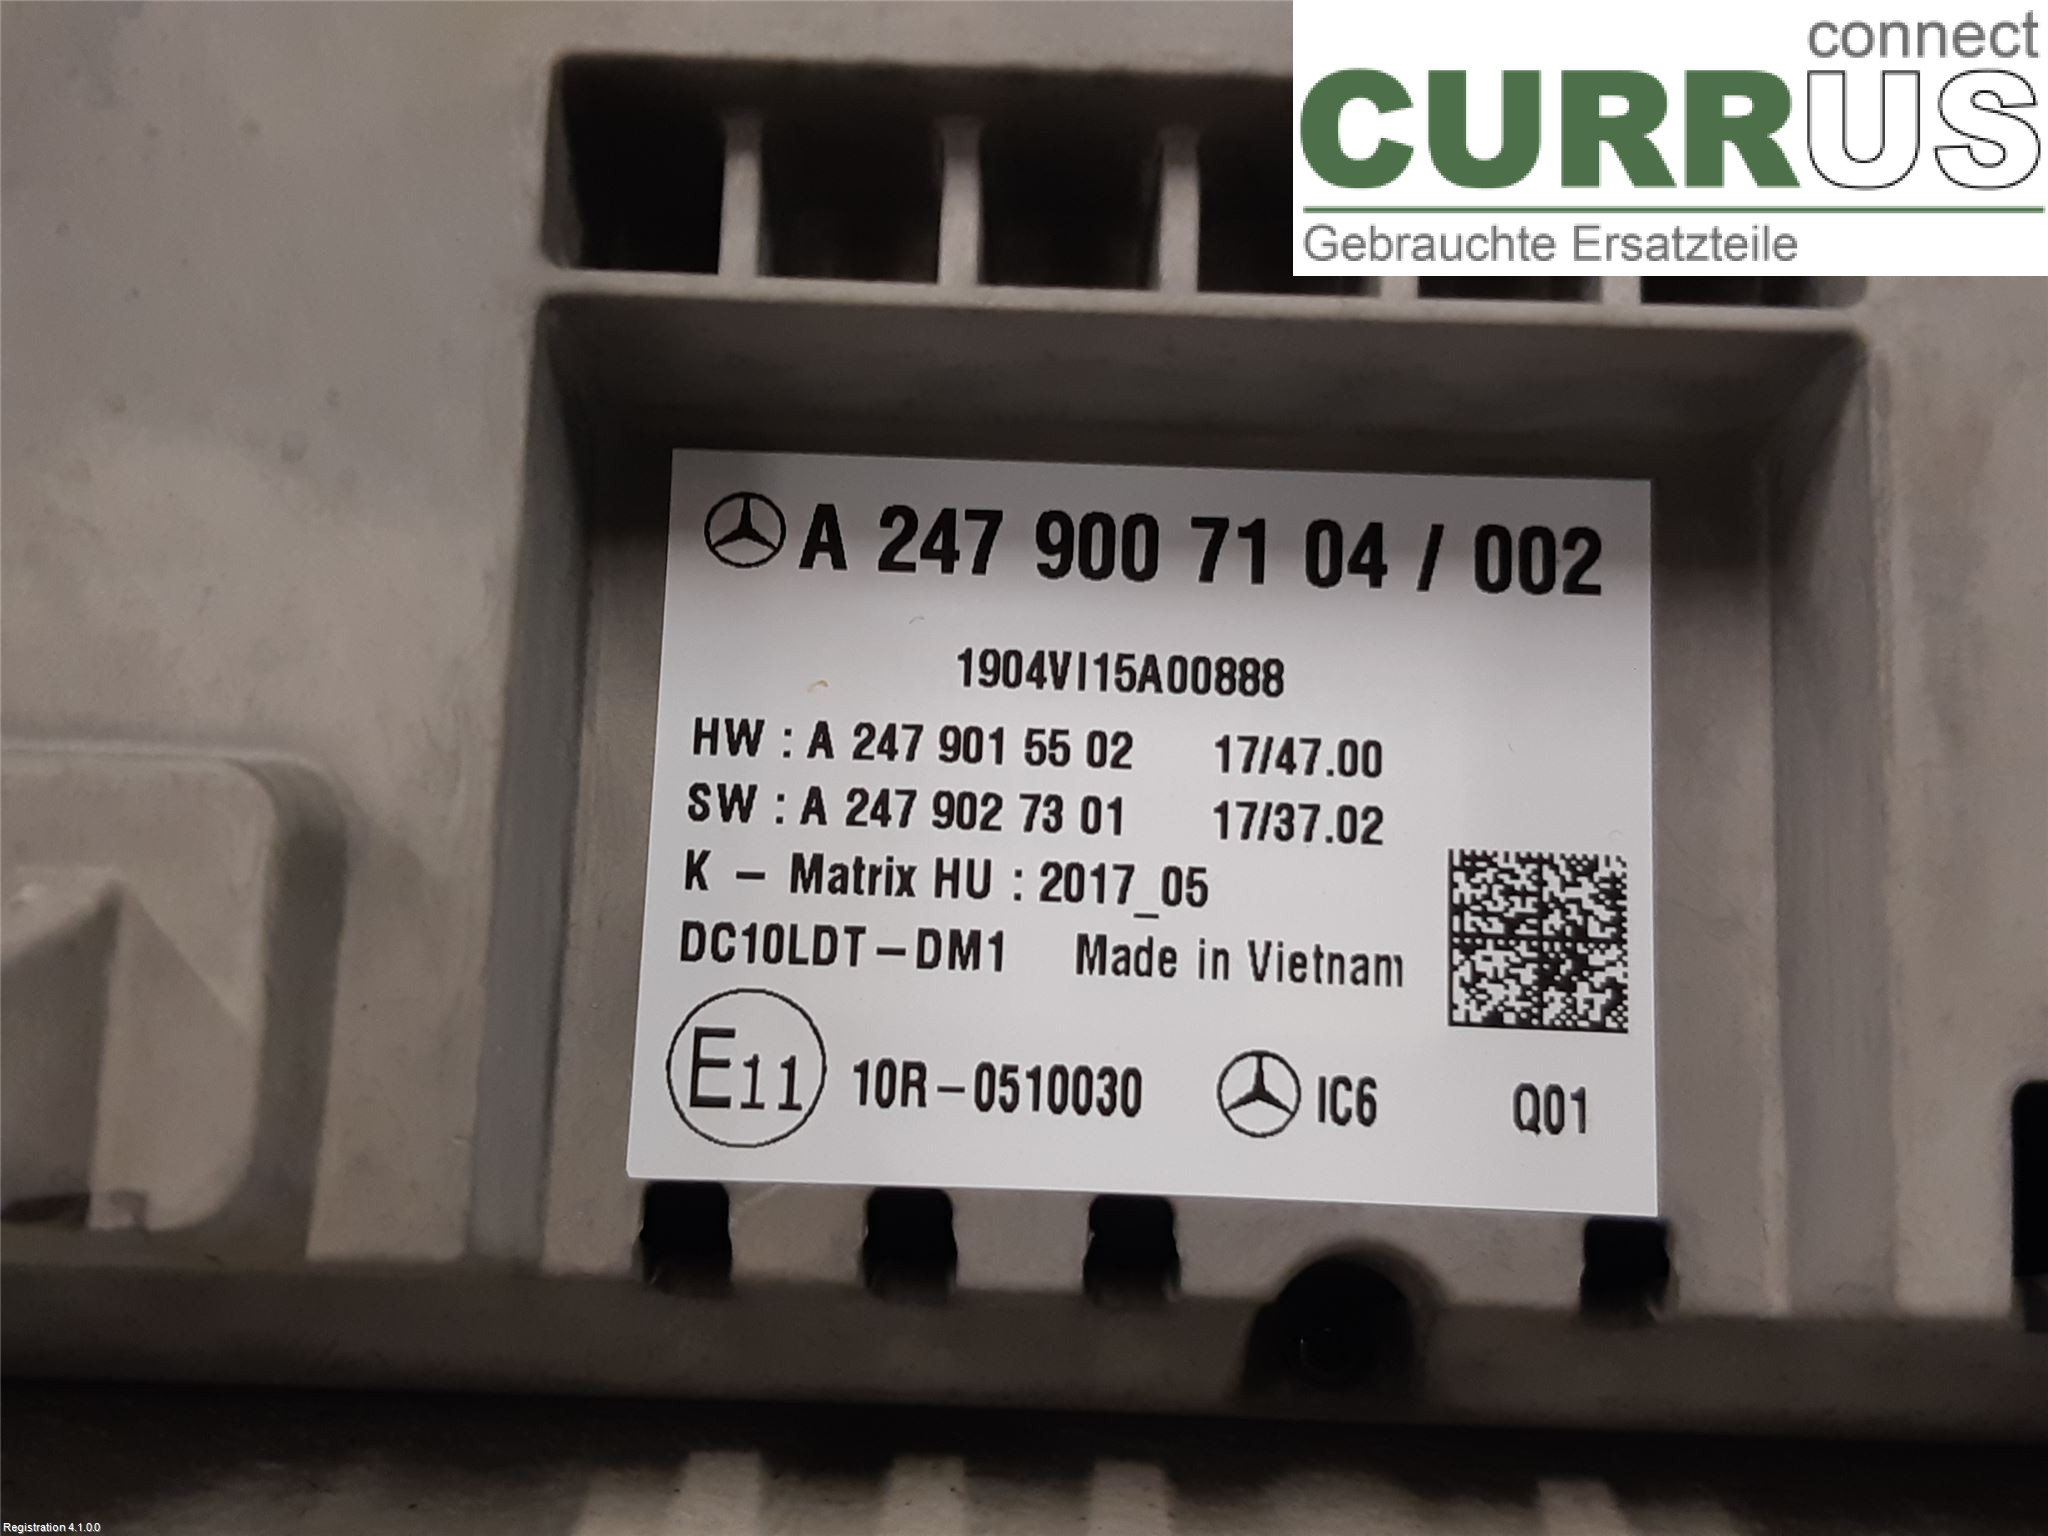 connect
CURRUS
Gebrauchte Ersatzteile
A 247 900 71 04 / 002
1904VI15A00888
HW : A 247 901 55 02 17/47.00
SW : A 247 902 73 01 17/37.02
K - Matrix HU : 2017_05
DC10LDT-DM1 Made in Vietnam
E11 10R-0510030 IC6 Q01
Registration 4.1.0.0